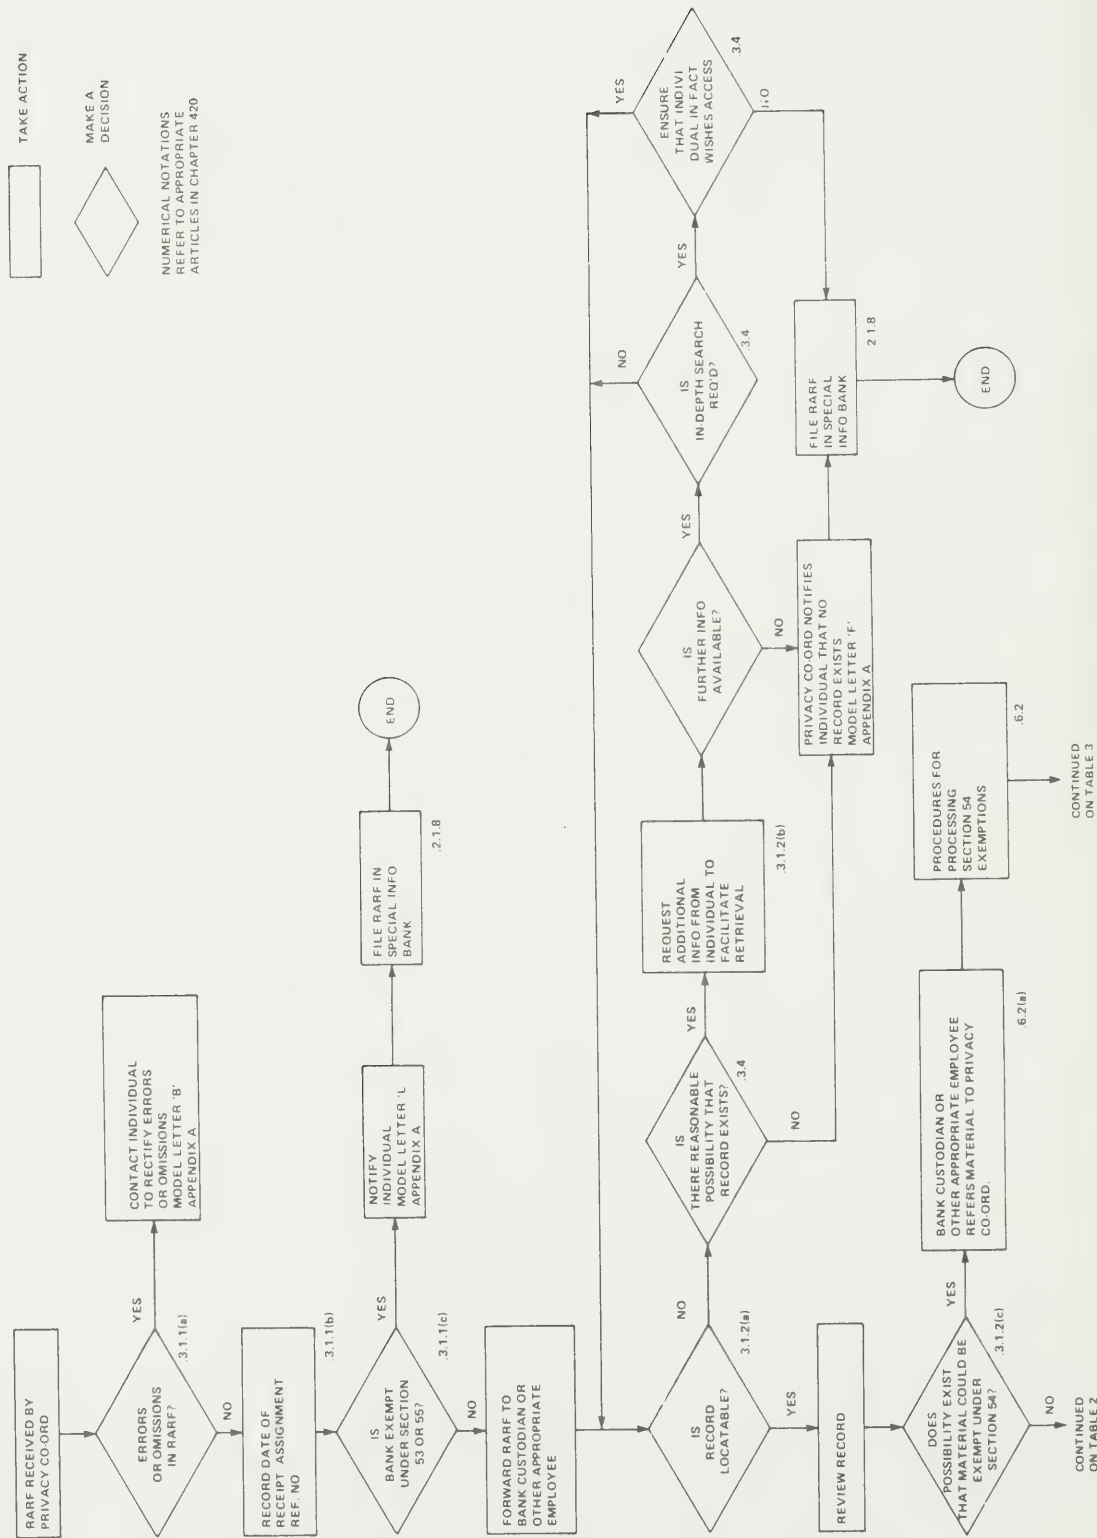 TAKE ACTION
MAKE A
DECISION
NUMERICAL NOTATIONS
REFER TO APPROPRIATE
ARTICLES IN CHAPTER 420
RARF RECEIVED BY
PRIVACY CO-ORD
ERRORS
OR OMISSIONS
IN RARF?
.3.1.1(a)
YES
CONTACT INDIVIDUAL
TO RECTIFY ERRORS
OR OMISSIONS
MODEL LETTER 'B'
APPENDIX A
NO
RECORD DATE OF
RECEIPT ASSIGNMENT
REF. NO
.3.1.1(b)
IS
BANK EXEMPT
UNDER SECTION
53 OR 55?
.3.1.1(c)
YES
NOTIFY
INDIVIDUAL
MODEL LETTER 'L
APPENDIX A
FILE RARF IN
SPECIAL INFO
BANK
.2.1.8
END
NO
FORWARD RARF TO
BANK CUSTODIAN OR
OTHER APPROPRIATE
EMPLOYEE
IS
RECORD
LOCATABLE?
3.1.2(a)
NO
IS
THERE REASONABLE
POSSIBILITY THAT
RECORD EXISTS?
.3.4
YES
REQUEST
ADDITIONAL
INFO FROM
INDIVIDUAL TO
FACILITATE
RETRIEVAL
.3.1.2(b)
IS
FURTHER INFO
AVAILABLE?
YES
IS
IN-DEPTH SEARCH
REQ'D?
.3.4
NO
YES
ENSURE
THAT INDIVI
DUAL IN FACT
WISHES ACCESS
.3.4
YES
NO
NO
NO
PRIVACY CO-ORD NOTIFIES
INDIVIDUAL THAT NO
RECORD EXISTS
MODEL LETTER 'F'
APPENDIX A
FILE RARF
IN SPECIAL
INFO BANK
2 1.8
END
YES
REVIEW RECORD
DOES
POSSIBILITY EXIST
THAT MATERIAL COULD BE
EXEMPT UNDER
SECTION 54?
.3.1.2(c)
YES
BANK CUSTODIAN OR
OTHER APPROPRIATE EMPLOYEE
REFERS MATERIAL TO PRIVACY
CO-ORD.
.6.2(a)
PROCEDURES FOR
PROCESSING
SECTION 54
EXEMPTIONS
.6.2
CONTINUED
ON TABLE 3
NO
CONTINUED
ON TABLE 2